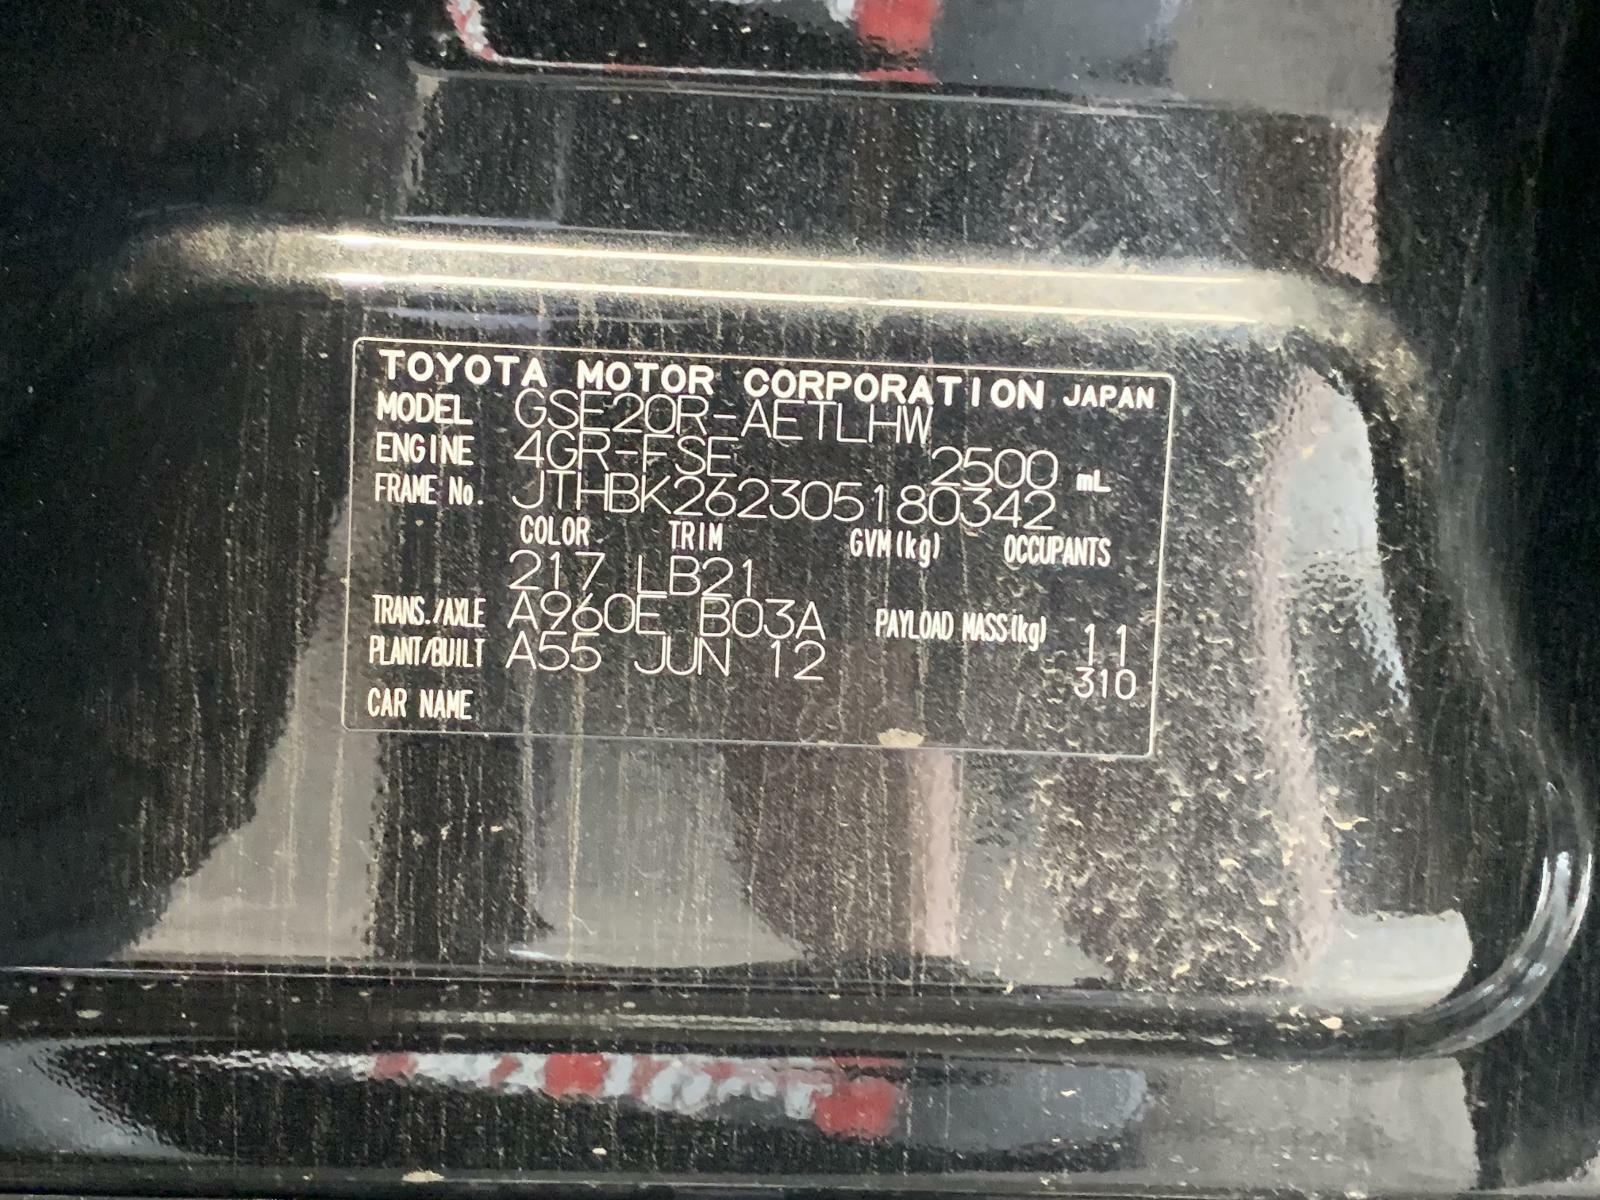 TOYOTA MOTOR CORPORATION JAPAN
MODEL GSE20R-AETLHW
ENGINE 4GR-FSE 2500 mL
FRAME No. JTHBK262305180342
COLOR TRIM GVM(kg) OCCUPANTS
217 LB21
TRANS./AXLE A960E B03A PAYLOAD MASS(kg) 11
PLANT/BUILT A55 JUN 12 310
CAR NAME